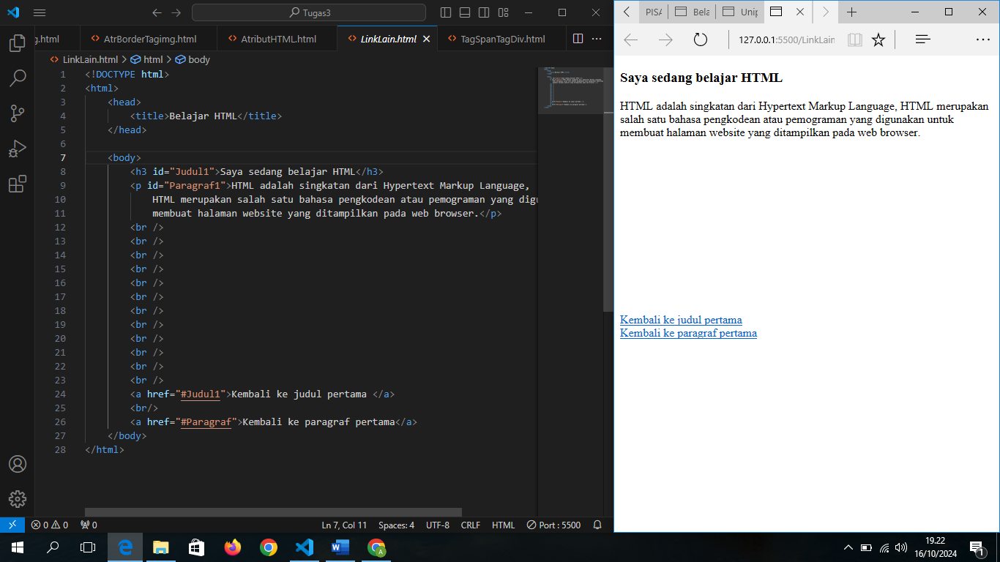 Tugas3
g.html
AtrBorderTagimg.html
AtributHTML.html
LinkLain.html
TagSpanTagDiv.html
LinkLain.html > html > body
1 <!DOCTYPE html>
2 <html>
3 <head>
4 <title>Belajar HTML</title>
5 </head>
6
7 <body>
8 <h3 id="Judul1">Saya sedang belajar HTML</h3>
9 <p id="Paragraf1">HTML adalah singkatan dari Hypertext Markup Language,
10 HTML merupakan salah satu bahasa pengkodean atau pemograman yang digu
11 membuat halaman website yang ditampilkan pada web browser.</p>
12 <br />
13 <br />
14 <br />
15 <br />
16 <br />
17 <br />
18 <br />
19 <br />
20 <br />
21 <br />
22 <br />
23 <br />
24 <a href="#Judul1">Kembali ke judul pertama </a>
25 <br/>
26 <a href="#Paragraf">Kembali ke paragraf pertama</a>
27 </body>
28 </html>
0 0 0
Ln 7, Col 11 Spaces: 4 UTF-8 CRLF HTML Port : 5500
PISA Bela Unip
127.0.0.1:5500/LinkLain
Saya sedang belajar HTML
HTML adalah singkatan dari Hypertext Markup Language, HTML merupakan
salah satu bahasa pengkodean atau pemograman yang digunakan untuk
membuat halaman website yang ditampilkan pada web browser.
Kembali ke judul pertama
Kembali ke paragraf pertama
A
19.22
16/10/2024
1